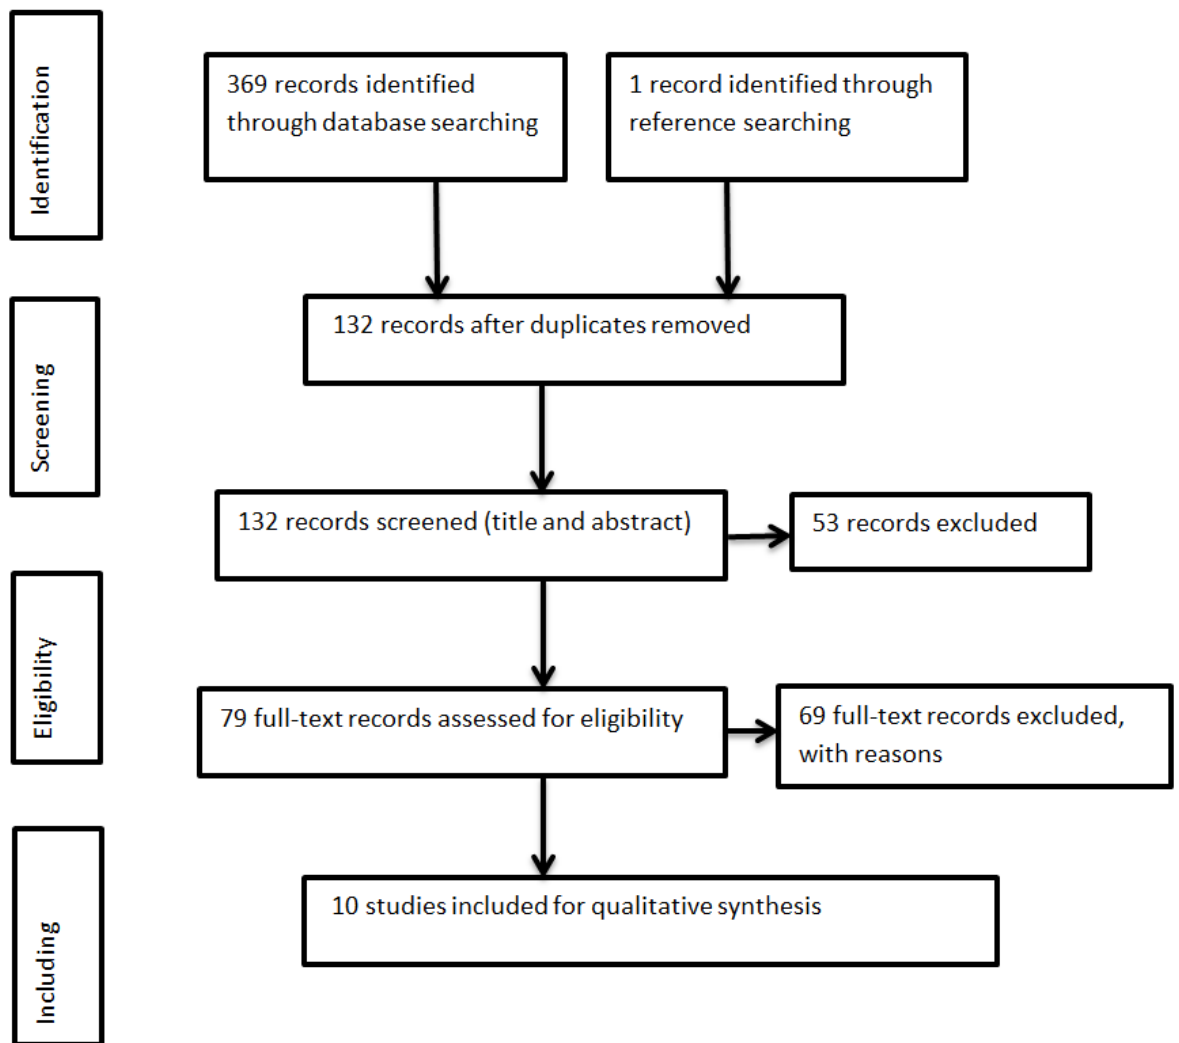 Identification
369 records identified
through database searching
1 record identified through
reference searching
Screening
132 records after duplicates removed
132 records screened (title and abstract)
53 records excluded
Eligibility
79 full-text records assessed for eligibility
69 full-text records excluded,
with reasons
Including
10 studies included for qualitative synthesis